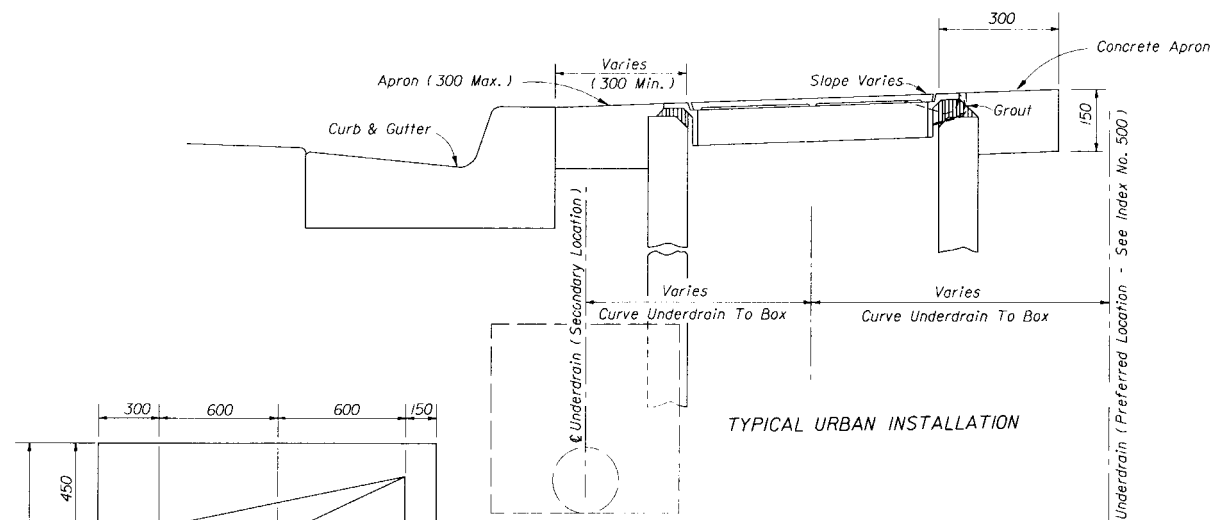 300
Concrete Apron
Varies
(300 Min.)
Apron (300 Max.)
Slope Varies
Grout
150
Curb & Gutter
℄ Underdrain (Secondary Location)
Underdrain (Preferred Location - See Index No. 500)
Varies
Curve Underdrain To Box
Varies
Curve Underdrain To Box
TYPICAL URBAN INSTALLATION
300 600 600 150
450